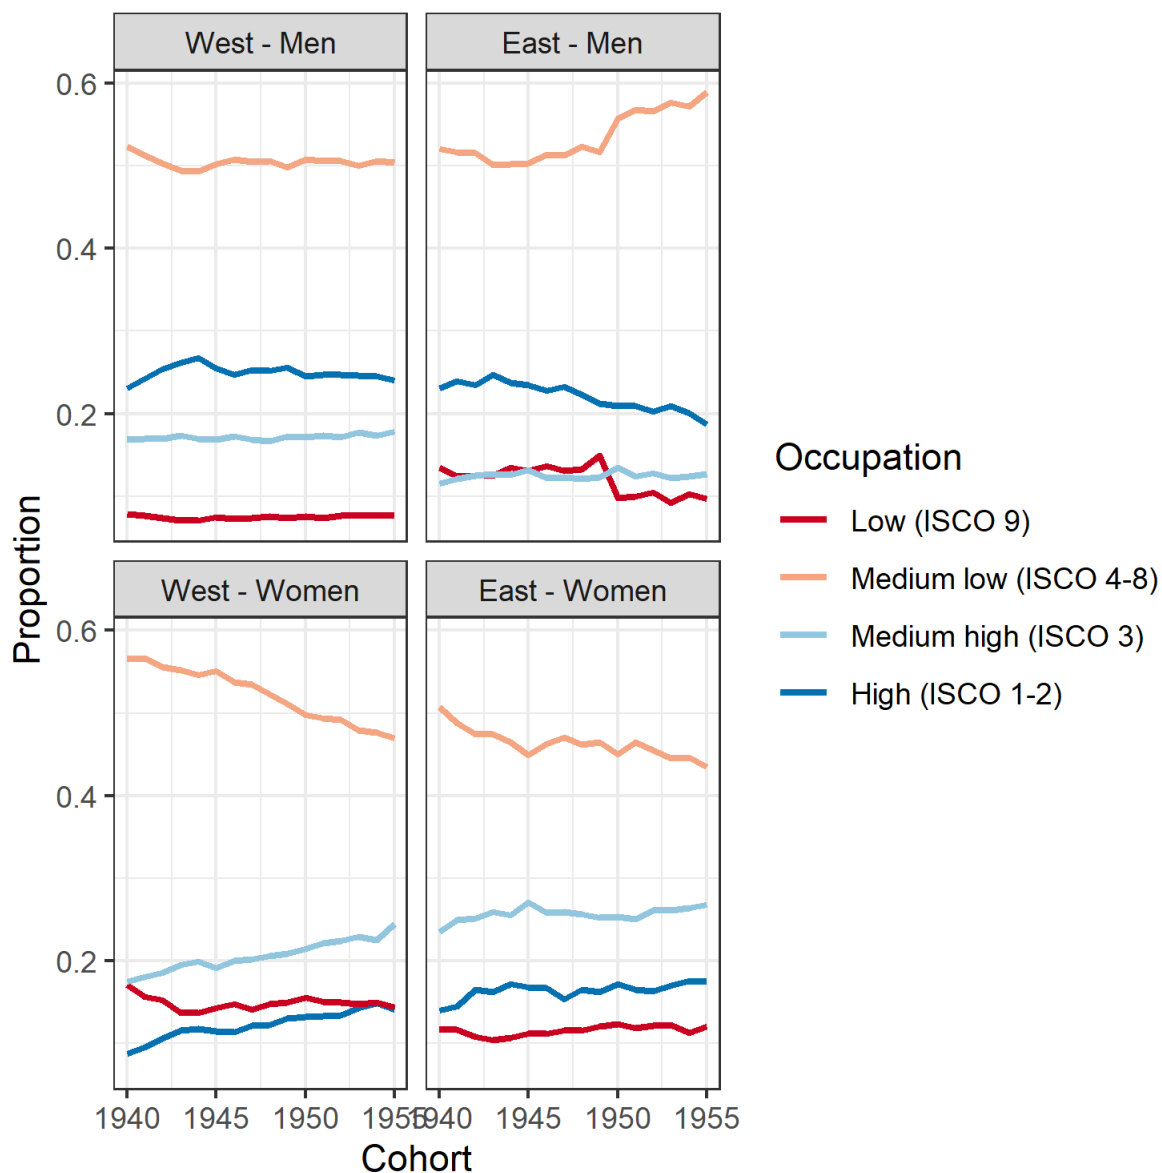 West - Men
East - Men
0.6
0.4
0.2
West - Women
East - Women
0.6
0.4
0.2
1940 1945 1950 1955
1940 1945 1950 1955
Proportion
Cohort
Occupation
Low (ISCO 9)
Medium low (ISCO 4-8)
Medium high (ISCO 3)
High (ISCO 1-2)